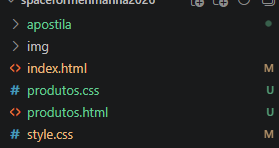 apostila
img
index.html M
produtos.css U
produtos.html U
style.css M